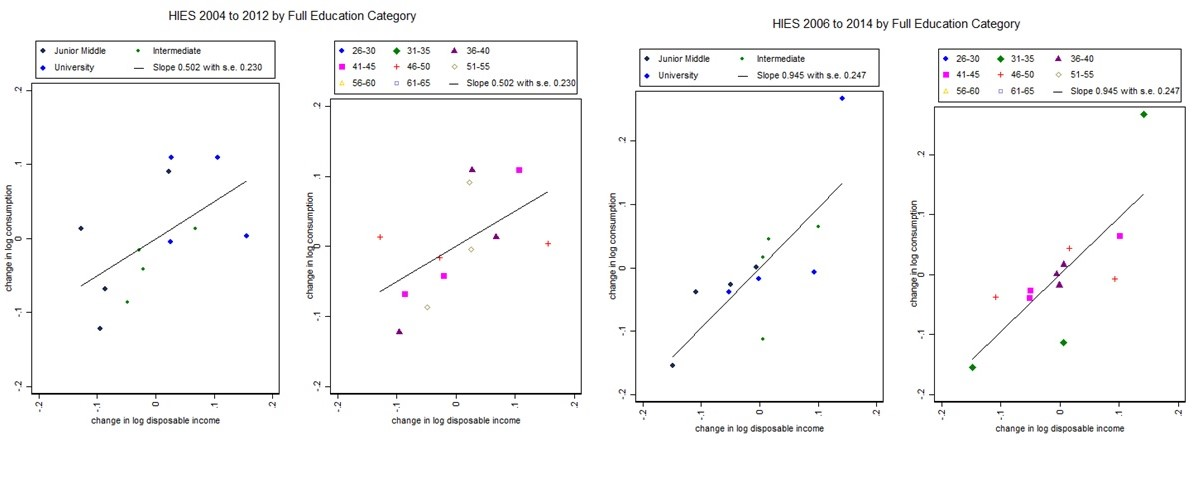 HIES 2004 to 2012 by Full Education Category
Junior Middle Intermediate
University Slope 0.502 with s.e. 0.230
.2
.1
0
-.1
-.2
change in log consumption
-.2 -.1 0 .1 .2
change in log disposable income
26-30 31-35 36-40
41-45 46-50 51-55
56-60 61-65 Slope 0.502 with s.e. 0.230
.2
.1
0
-.1
-.2
change in log consumption
-.2 -.1 0 .1 .2
change in log disposable income
HIES 2006 to 2014 by Full Education Category
Junior Middle Intermediate
University Slope 0.945 with s.e. 0.247
.2
.1
0
-.1
-.2
change in log consumption
-.2 -.1 0 .1 .2
change in log disposable income
26-30 31-35 36-40
41-45 46-50 51-55
56-60 61-65 Slope 0.945 with s.e. 0.247
.2
.1
0
-.1
-.2
change in log consumption
-.2 -.1 0 .1 .2
change in log disposable income